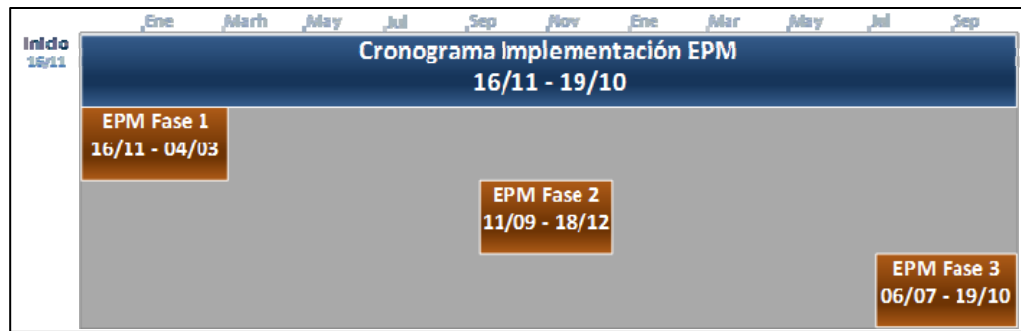 Ene Marh May Jul Sep Nov Ene Mar May Jul Sep
Inicio
16/11
Cronograma Implementación EPM
16/11 - 19/10
EPM Fase 1
16/11 - 04/03
EPM Fase 2
11/09 - 18/12
EPM Fase 3
06/07 - 19/10